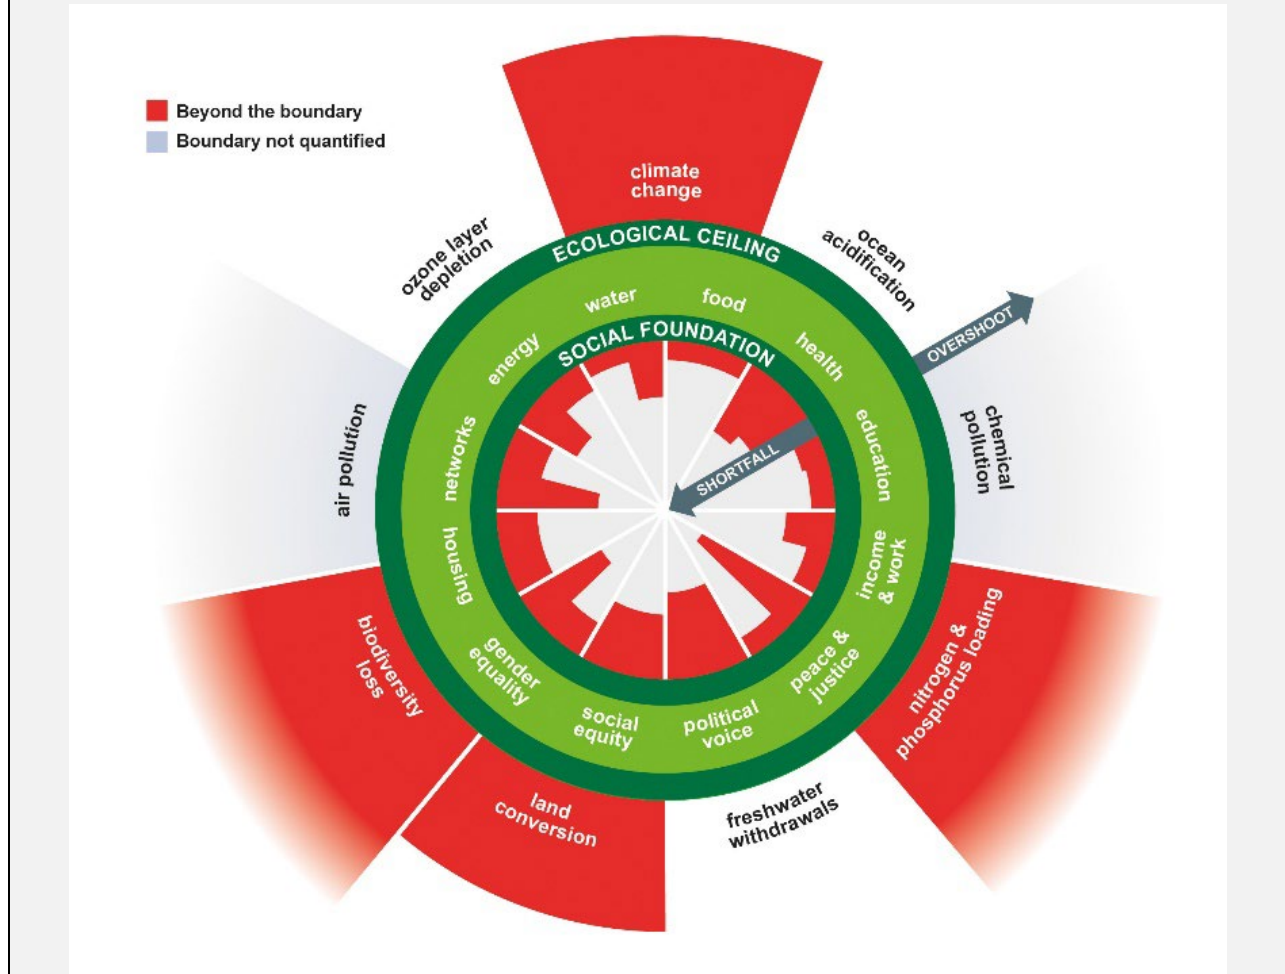 Beyond the boundary
Boundary not quantified
climate
change
ocean
acidification
chemical
pollution
nitrogen &
phosphorus loading
freshwater
withdrawals
land
conversion
biodiversity
loss
air pollution
ozone layer
depletion
ECOLOGICAL CEILING
OVERSHOOT
water
food
health
education
income
& work
peace &
justice
political
voice
social
equity
gender
equality
housing
networks
energy
SOCIAL FOUNDATION
SHORTFALL